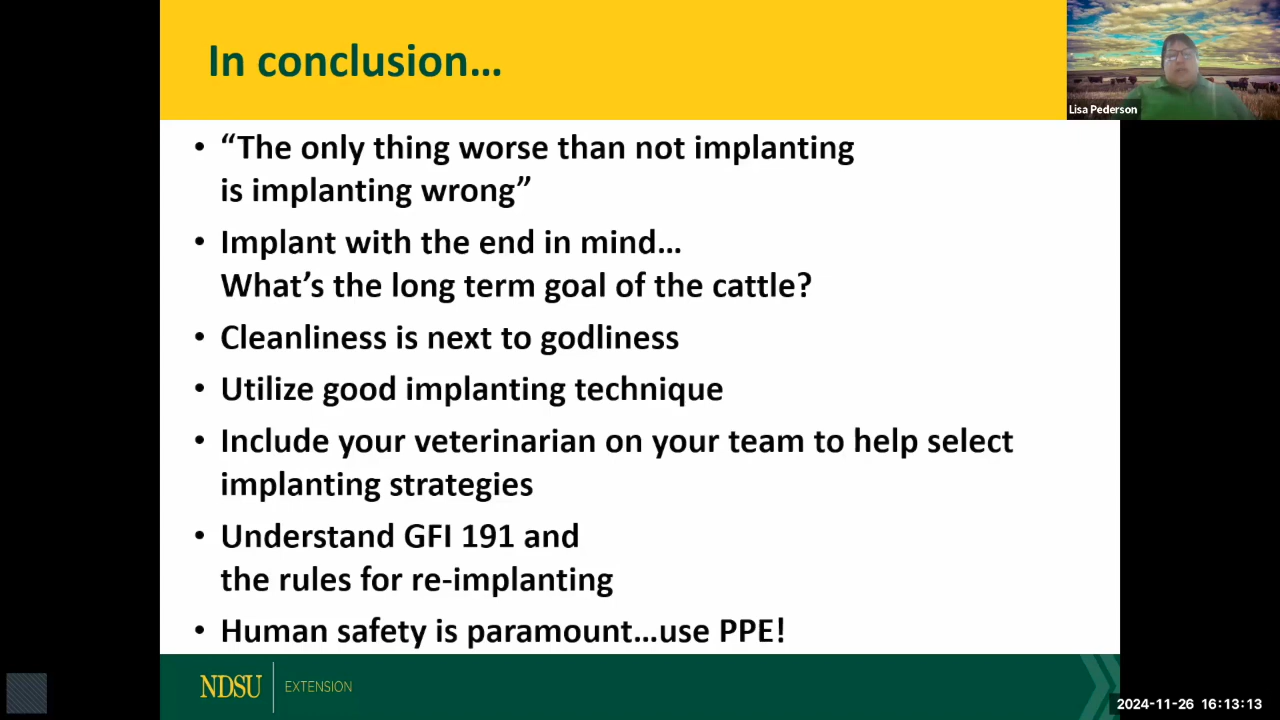 In conclusion…
Lisa Pederson
• “The only thing worse than not implanting
is implanting wrong”
• Implant with the end in mind…
What’s the long term goal of the cattle?
• Cleanliness is next to godliness
• Utilize good implanting technique
• Include your veterinarian on your team to help select
implanting strategies
• Understand GFI 191 and
the rules for re-implanting
• Human safety is paramount…use PPE!
NDSU EXTENSION
2024-11-26 16:13:13